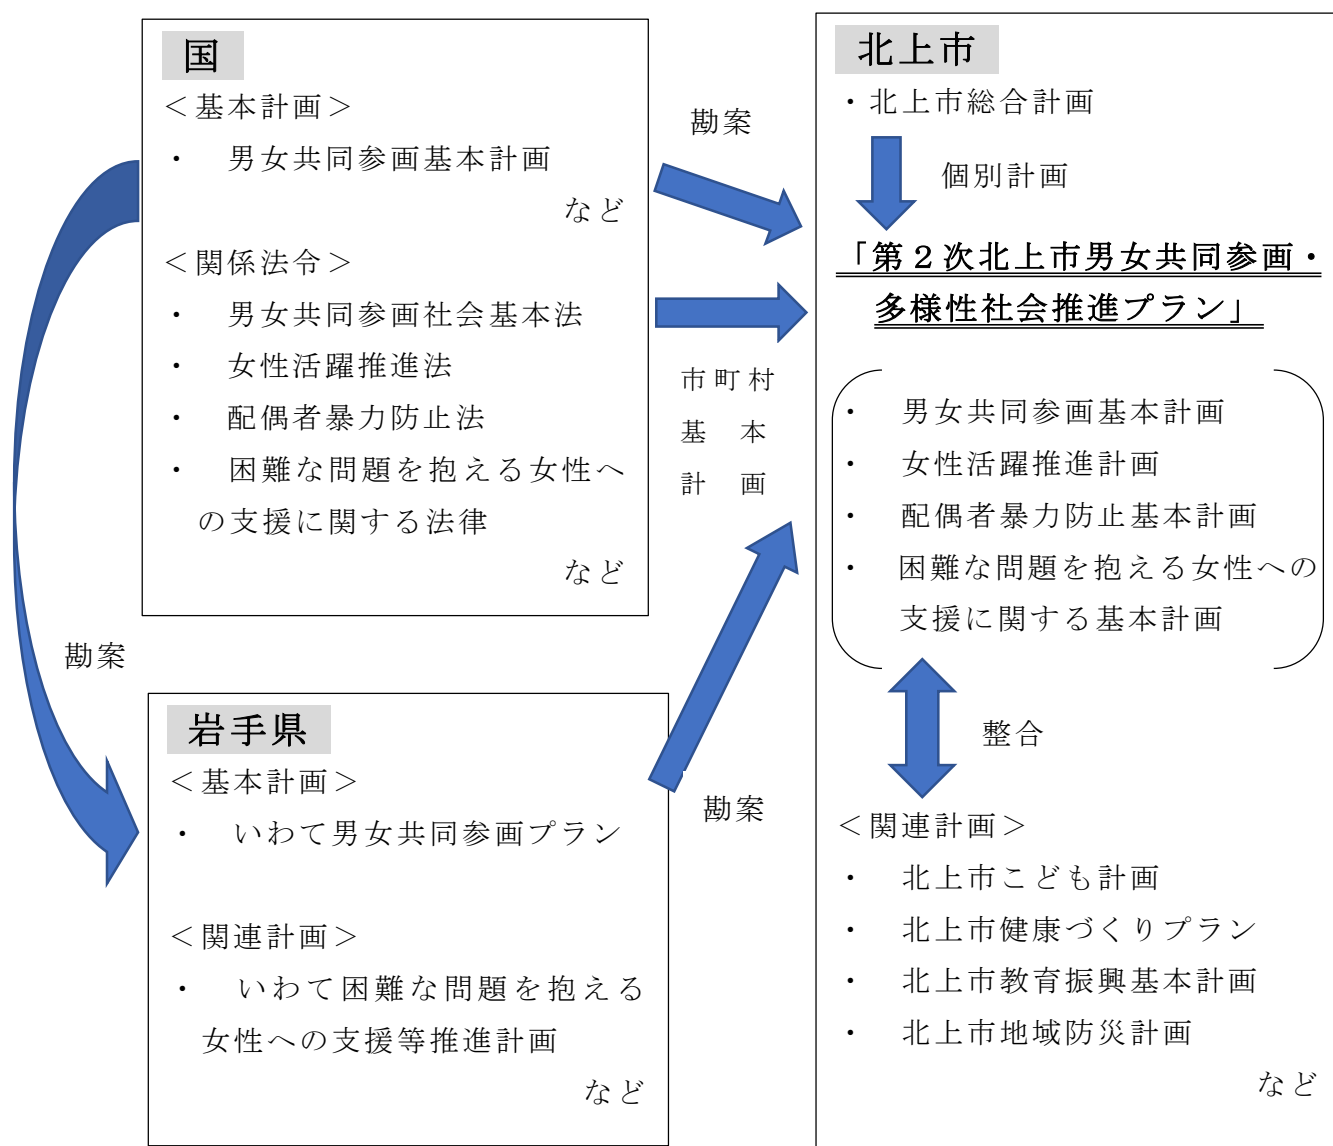 国
＜基本計画＞
・ 男女共同参画基本計画
など
＜関係法令＞
・ 男女共同参画社会基本法
・ 女性活躍推進法
・ 配偶者暴力防止法
・ 困難な問題を抱える女性へ
の支援に関する法律
など
勘案
岩手県
＜基本計画＞
・ いわて男女共同参画プラン
＜関連計画＞
・ いわて困難な問題を抱える
女性への支援等推進計画
など
勘案
市町村
基本
計画
勘案
北上市
・北上市総合計画
個別計画
「第２次北上市男女共同参画・
多様性社会推進プラン」
・ 男女共同参画基本計画
・ 女性活躍推進計画
・ 配偶者暴力防止基本計画
・ 困難な問題を抱える女性への
支援に関する基本計画
整合
＜関連計画＞
・ 北上市こども計画
・ 北上市健康づくりプラン
・ 北上市教育振興基本計画
・ 北上市地域防災計画
など